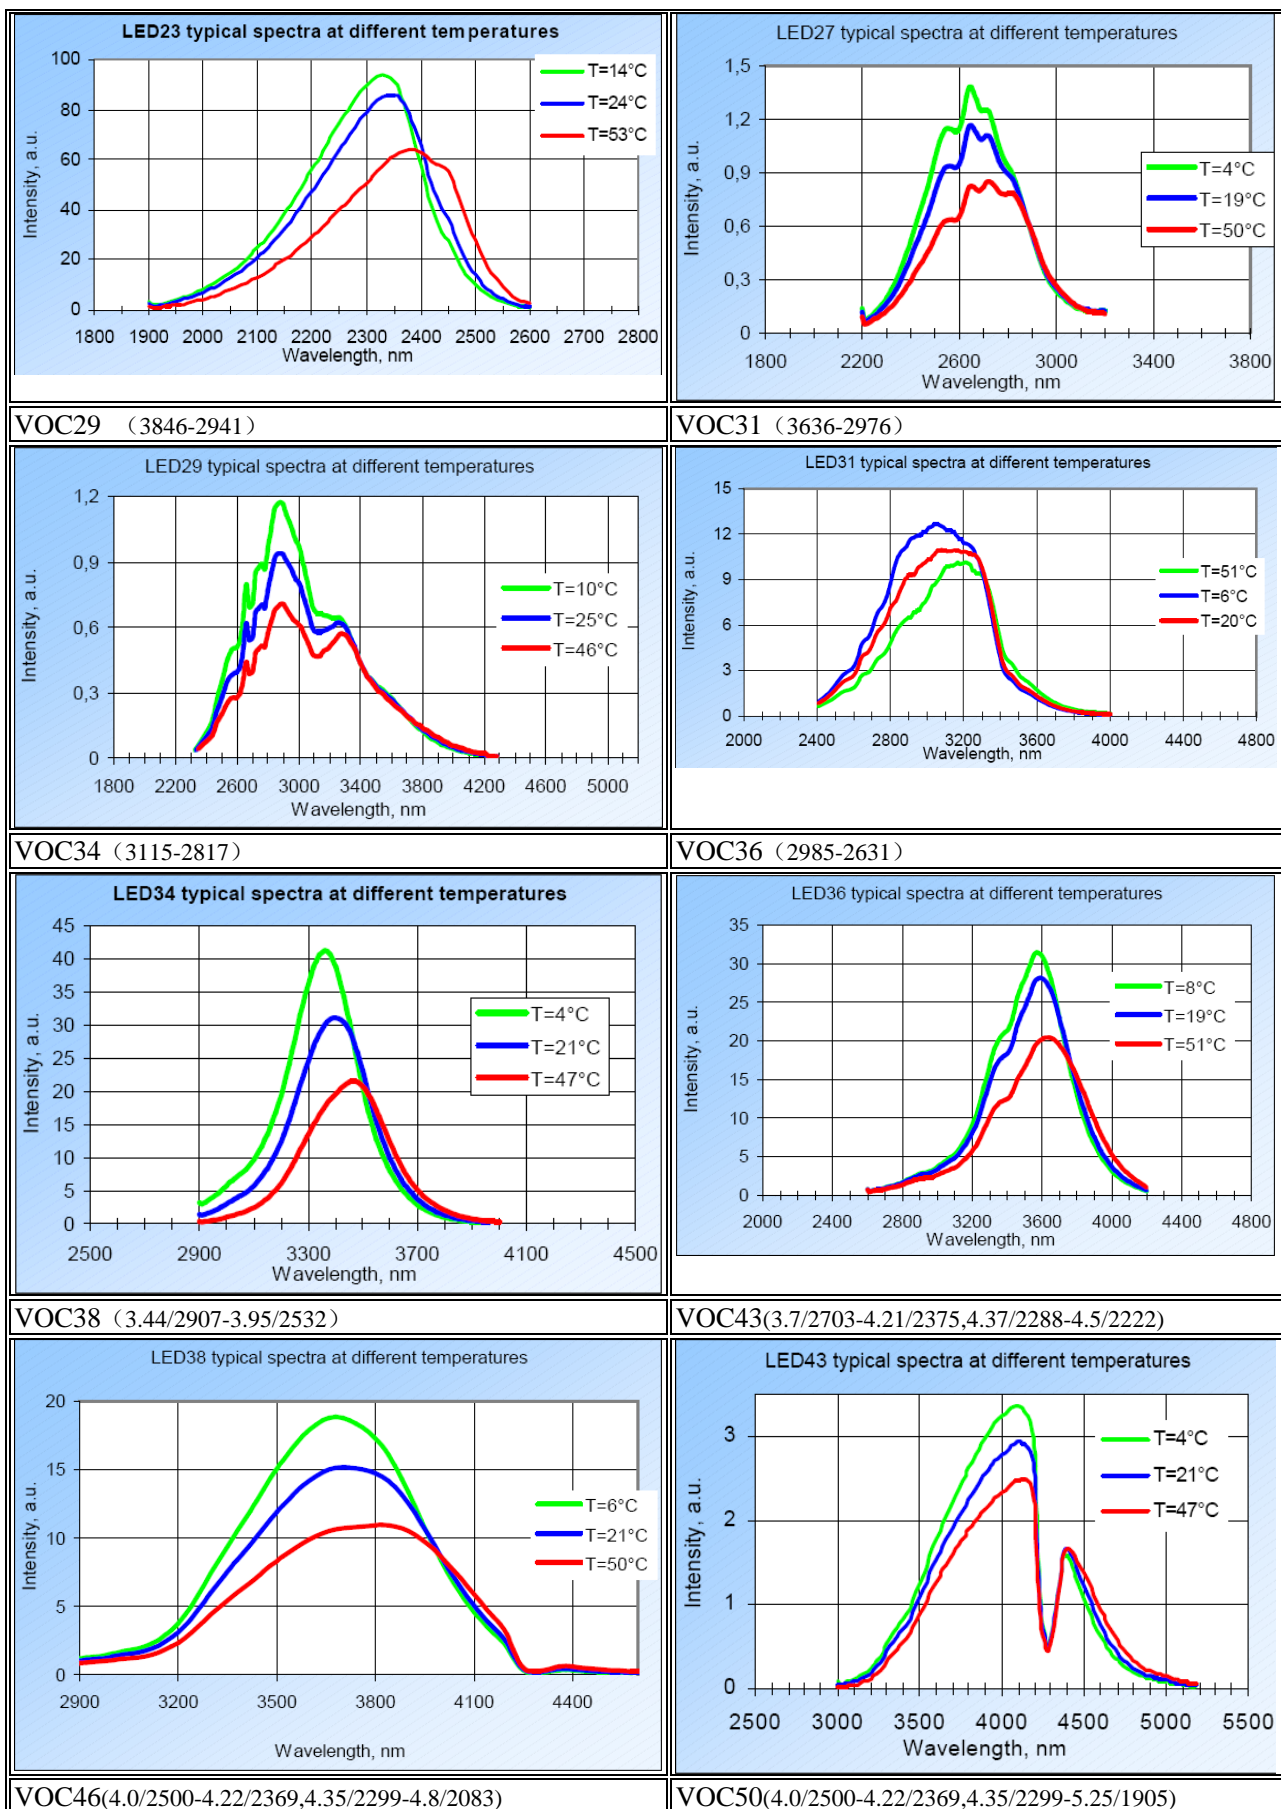 LED23 typical spectra at different temperatures
Intensity, a.u.
100
80
60
40
20
0
T=14°C
T=24°C
T=53°C
1800 1900 2000 2100 2200 2300 2400 2500 2600 2700 2800
Wavelength, nm
LED27 typical spectra at different temperatures
Intensity, a.u.
1,5
1,2
0,9
0,6
0,3
0
T=4°C
T=19°C
T=50°C
1800 2200 2600 3000 3400 3800
Wavelength, nm
VOC29 （3846-2941）
VOC31（3636-2976）
LED29 typical spectra at different temperatures
Intensity, a.u.
1,2
0,9
0,6
0,3
0
T=10°C
T=25°C
T=46°C
1800 2200 2600 3000 3400 3800 4200 4600 5000
Wavelength, nm
LED31 typical spectra at different temperatures
Intensity, a.u.
15
12
9
6
3
0
T=51°C
T=6°C
T=20°C
2000 2400 2800 3200 3600 4000 4400 4800
Wavelength, nm
VOC34（3115-2817）
VOC36（2985-2631）
LED34 typical spectra at different temperatures
Intensity, a.u.
45
40
35
30
25
20
15
10
5
0
T=4°C
T=21°C
T=47°C
2500 2900 3300 3700 4100 4500
Wavelength, nm
LED36 typical spectra at different temperatures
Intensity, a.u.
35
30
25
20
15
10
5
0
T=8°C
T=19°C
T=51°C
2000 2400 2800 3200 3600 4000 4400 4800
Wavelength, nm
VOC38（3.44/2907-3.95/2532）
VOC43(3.7/2703-4.21/2375,4.37/2288-4.5/2222)
LED38 typical spectra at different temperatures
Intensity, a.u.
20
15
10
5
0
T=6°C
T=21°C
T=50°C
2900 3200 3500 3800 4100 4400
Wavelength, nm
LED43 typical spectra at different temperatures
Intensity, a.u.
3
2
1
0
T=4°C
T=21°C
T=47°C
2500 3000 3500 4000 4500 5000 5500
Wavelength, nm
VOC46(4.0/2500-4.22/2369,4.35/2299-4.8/2083)
VOC50(4.0/2500-4.22/2369,4.35/2299-5.25/1905)